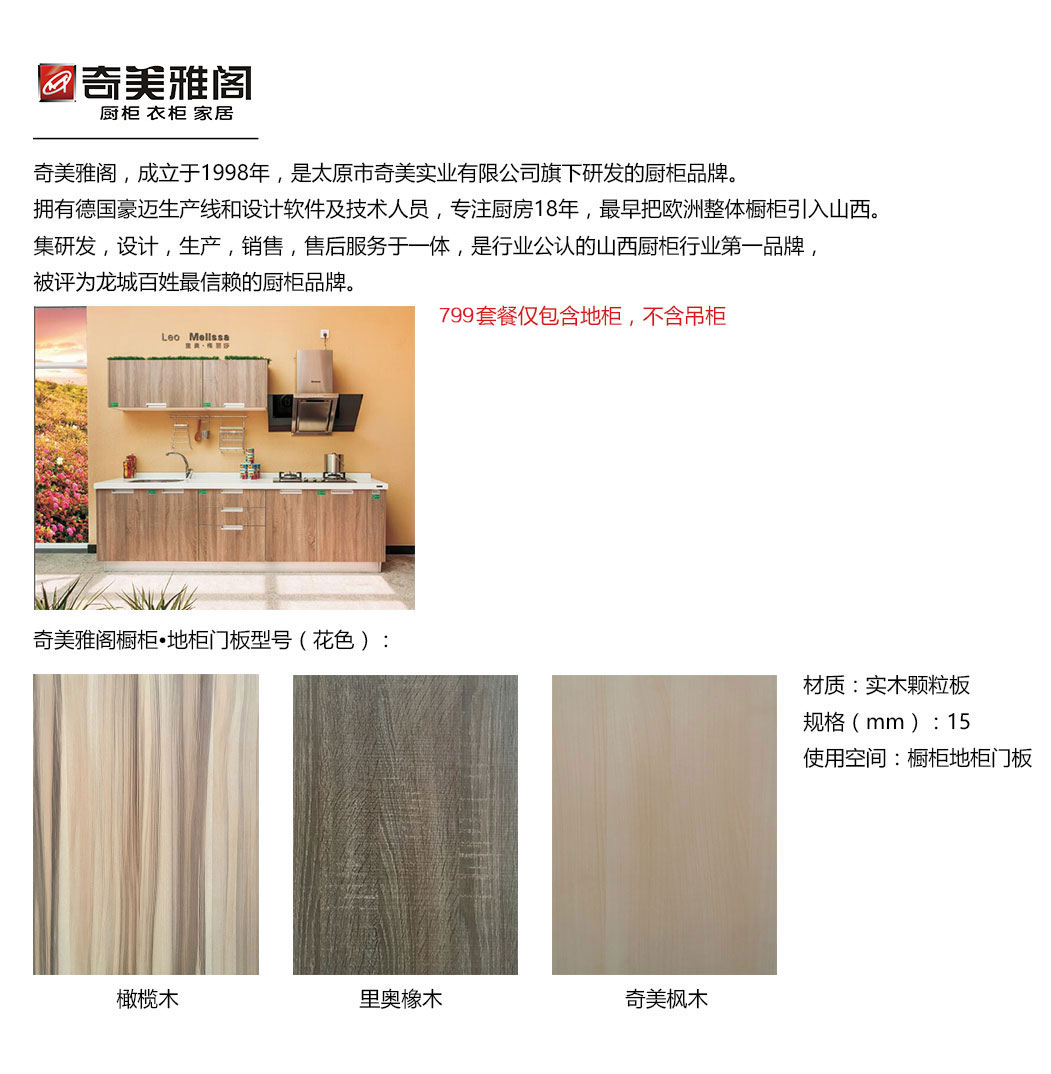 奇美雅阁
厨柜 衣柜 家居
奇美雅阁，成立于1998年，是太原市奇美实业有限公司旗下研发的厨柜品牌。
拥有德国豪迈生产线和设计软件及技术人员，专注厨房18年，最早把欧洲整体橱柜引入山西。
集研发，设计，生产，销售，售后服务于一体，是行业公认的山西厨柜行业第一品牌，
被评为龙城百姓最信赖的厨柜品牌。
799套餐仅包含地柜，不含吊柜
Leo Melissa
奇美雅阁橱柜•地柜门板型号（花色）：
材质：实木颗粒板
规格（mm）：15
使用空间：橱柜地柜门板
橄榄木
里奥橡木
奇美枫木